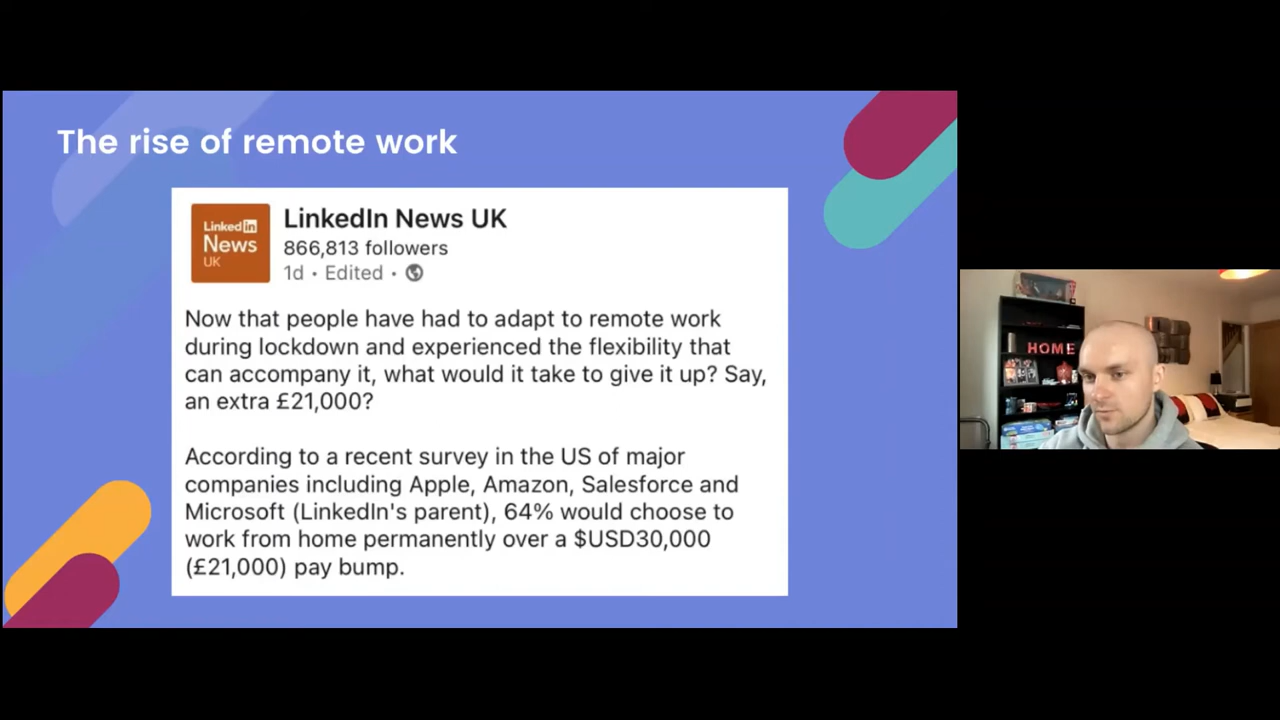 The rise of remote work
Linked in
News
UK
LinkedIn News UK
866,813 followers
1d • Edited •
Now that people have had to adapt to remote work
during lockdown and experienced the flexibility that
can accompany it, what would it take to give it up? Say,
an extra £21,000?
According to a recent survey in the US of major
companies including Apple, Amazon, Salesforce and
Microsoft (LinkedIn's parent), 64% would choose to
work from home permanently over a $USD30,000
(£21,000) pay bump.
HOME